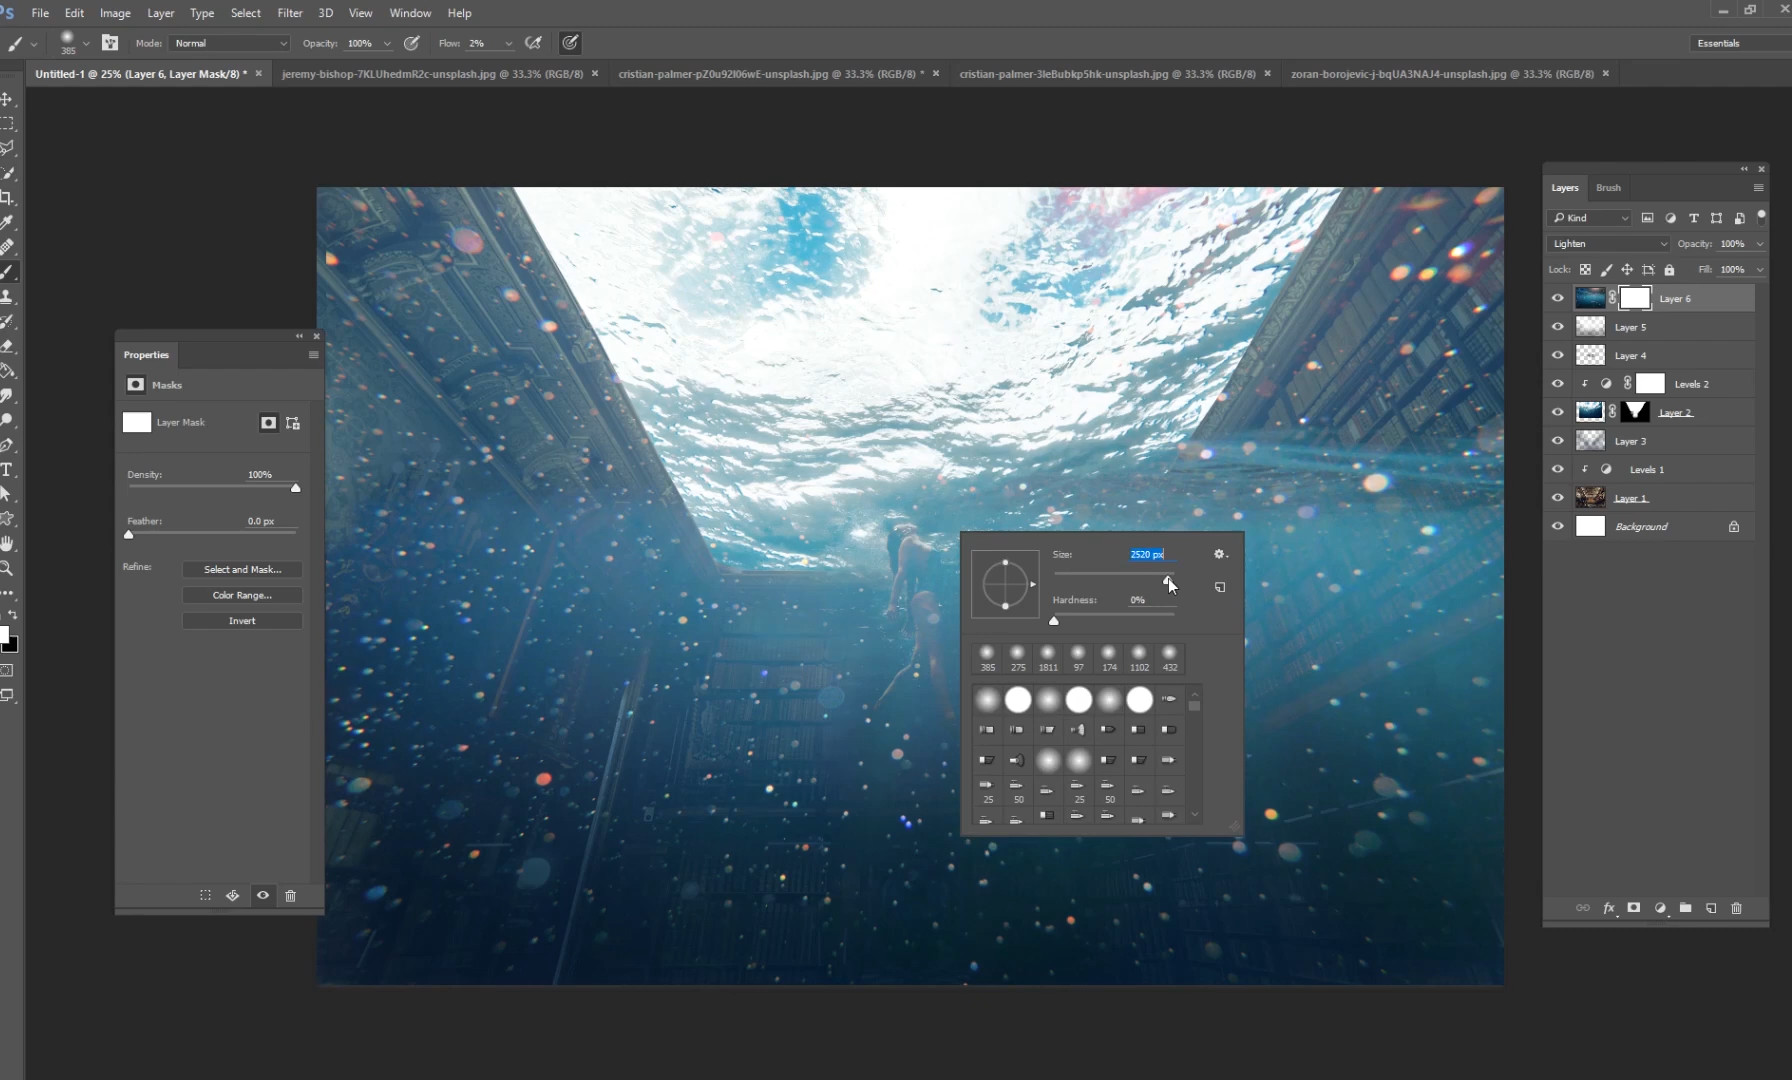 PS File Edit Image Layer Type Select Filter 3D View Window Help
385 Mode: Normal Opacity: 100% Flow: 2% Essentials
Untitled-1 @ 25% (Layer 6, Layer Mask/8) * × jeremy-bishop-7KLUhedmR2c-unsplash.jpg @ 33.3% (RGB/8) × cristian-palmer-pZ0u92I06wE-unsplash.jpg @ 33.3% (RGB/8) * × cristian-palmer-3leBubkp5hk-unsplash.jpg @ 33.3% (RGB/8) × zoran-borojevic-j-bqUA3NAJ4-unsplash.jpg @ 33.3% (RGB/8) ×
Properties
Masks
Layer Mask
Density: 100%
Feather: 0.0 px
Refine: Select and Mask...
Color Range...
Invert
Size: 2520 px
Hardness: 0%
385 275 1811 97 174 1102 432
25 50 25 50
Layers Brush
Kind
Lighten Opacity: 100%
Lock: Fill: 100%
Layer 6
Layer 5
Layer 4
Levels 2
Layer 2
Layer 3
Levels 1
Layer 1
Background
fx